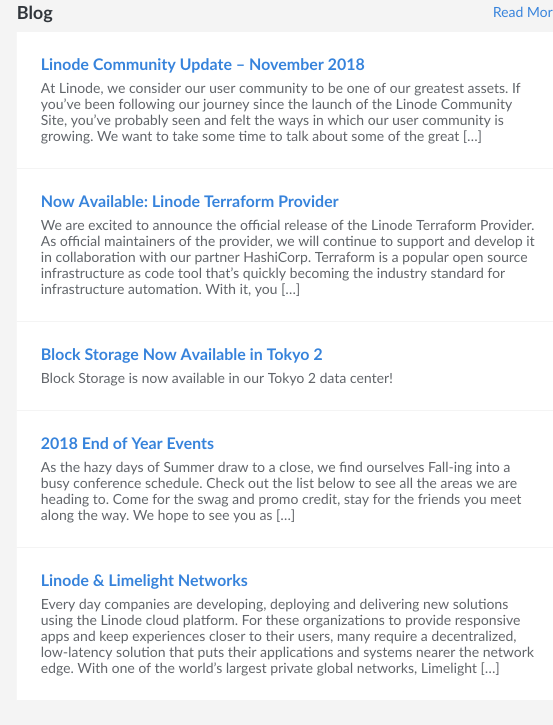 Blog
Read Mor
Linode Community Update – November 2018
At Linode, we consider our user community to be one of our greatest assets. If
you've been following our journey since the launch of the Linode Community
Site, you've probably seen and felt the ways in which our user community is
growing. We want to take some time to talk about some of the great [...]
Now Available: Linode Terraform Provider
We are excited to announce the official release of the Linode Terraform Provider.
As official maintainers of the provider, we will continue to support and develop it
in collaboration with our partner HashiCorp. Terraform is a popular open source
infrastructure as code tool that's quickly becoming the industry standard for
infrastructure automation. With it, you [...]
Block Storage Now Available in Tokyo 2
Block Storage is now available in our Tokyo 2 data center!
2018 End of Year Events
As the hazy days of Summer draw to a close, we find ourselves Fall-ing into a
busy conference schedule. Check out the list below to see all the areas we are
heading to. Come for the swag and promo credit, stay for the friends you meet
along the way. We hope to see you as [...]
Linode & Limelight Networks
Every day companies are developing, deploying and delivering new solutions
using the Linode cloud platform. For these organizations to provide responsive
apps and keep experiences closer to their users, many require a decentralized,
low-latency solution that puts their applications and systems nearer the network
edge. With one of the world's largest private global networks, Limelight [...]